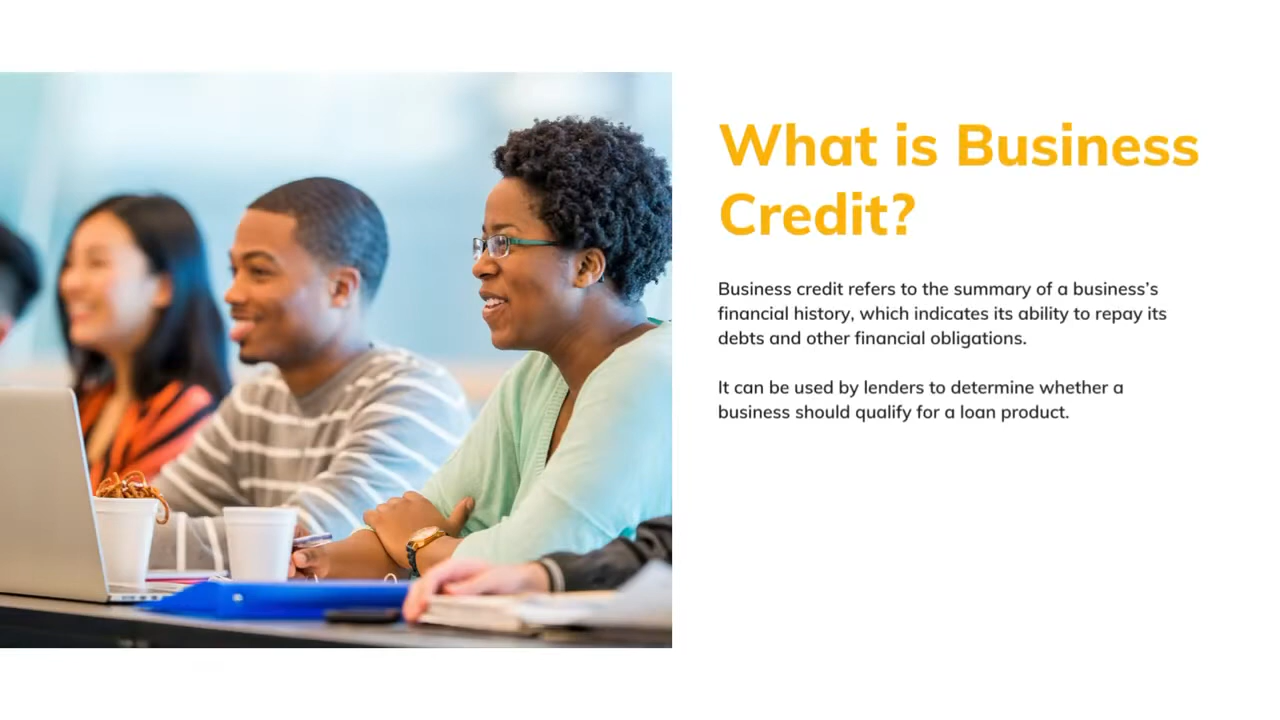 What is Business
Credit?
Business credit refers to the summary of a business’s
financial history, which indicates its ability to repay its
debts and other financial obligations.
It can be used by lenders to determine whether a
business should qualify for a loan product.